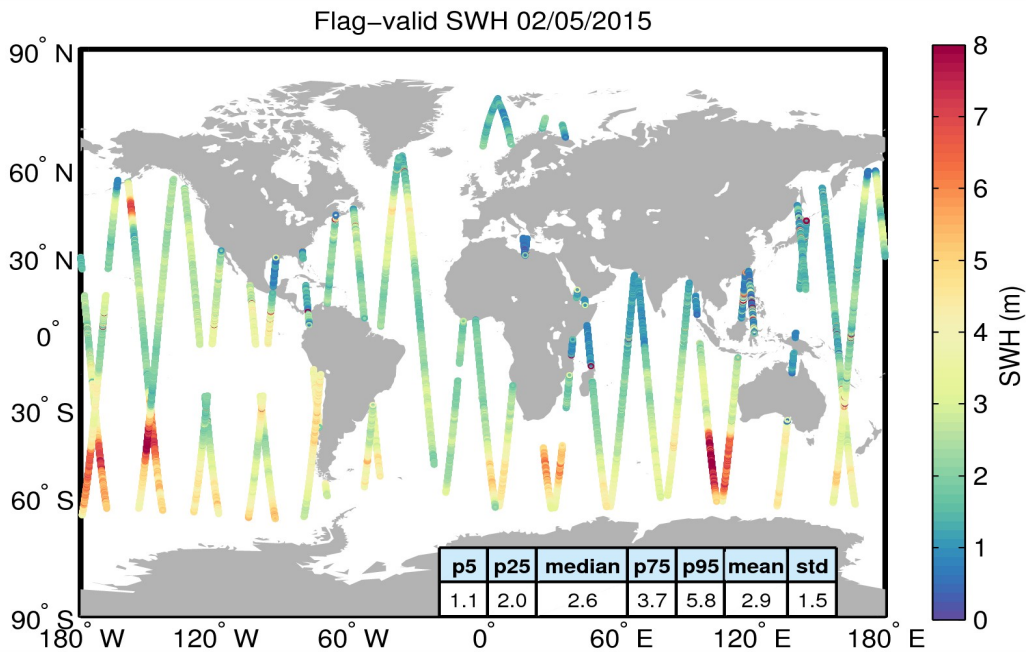 Flag−valid SWH 02/05/2015
90° N
60° N
30° N
0°
30° S
60° S
90° S
180° W
120° W
60° W
0°
60° E
120° E
180° E
p5 p25 median p75 p95 mean std
1.1 2.0 2.6 3.7 5.8 2.9 1.5
8
7
6
5
4
3
2
1
0
SWH (m)